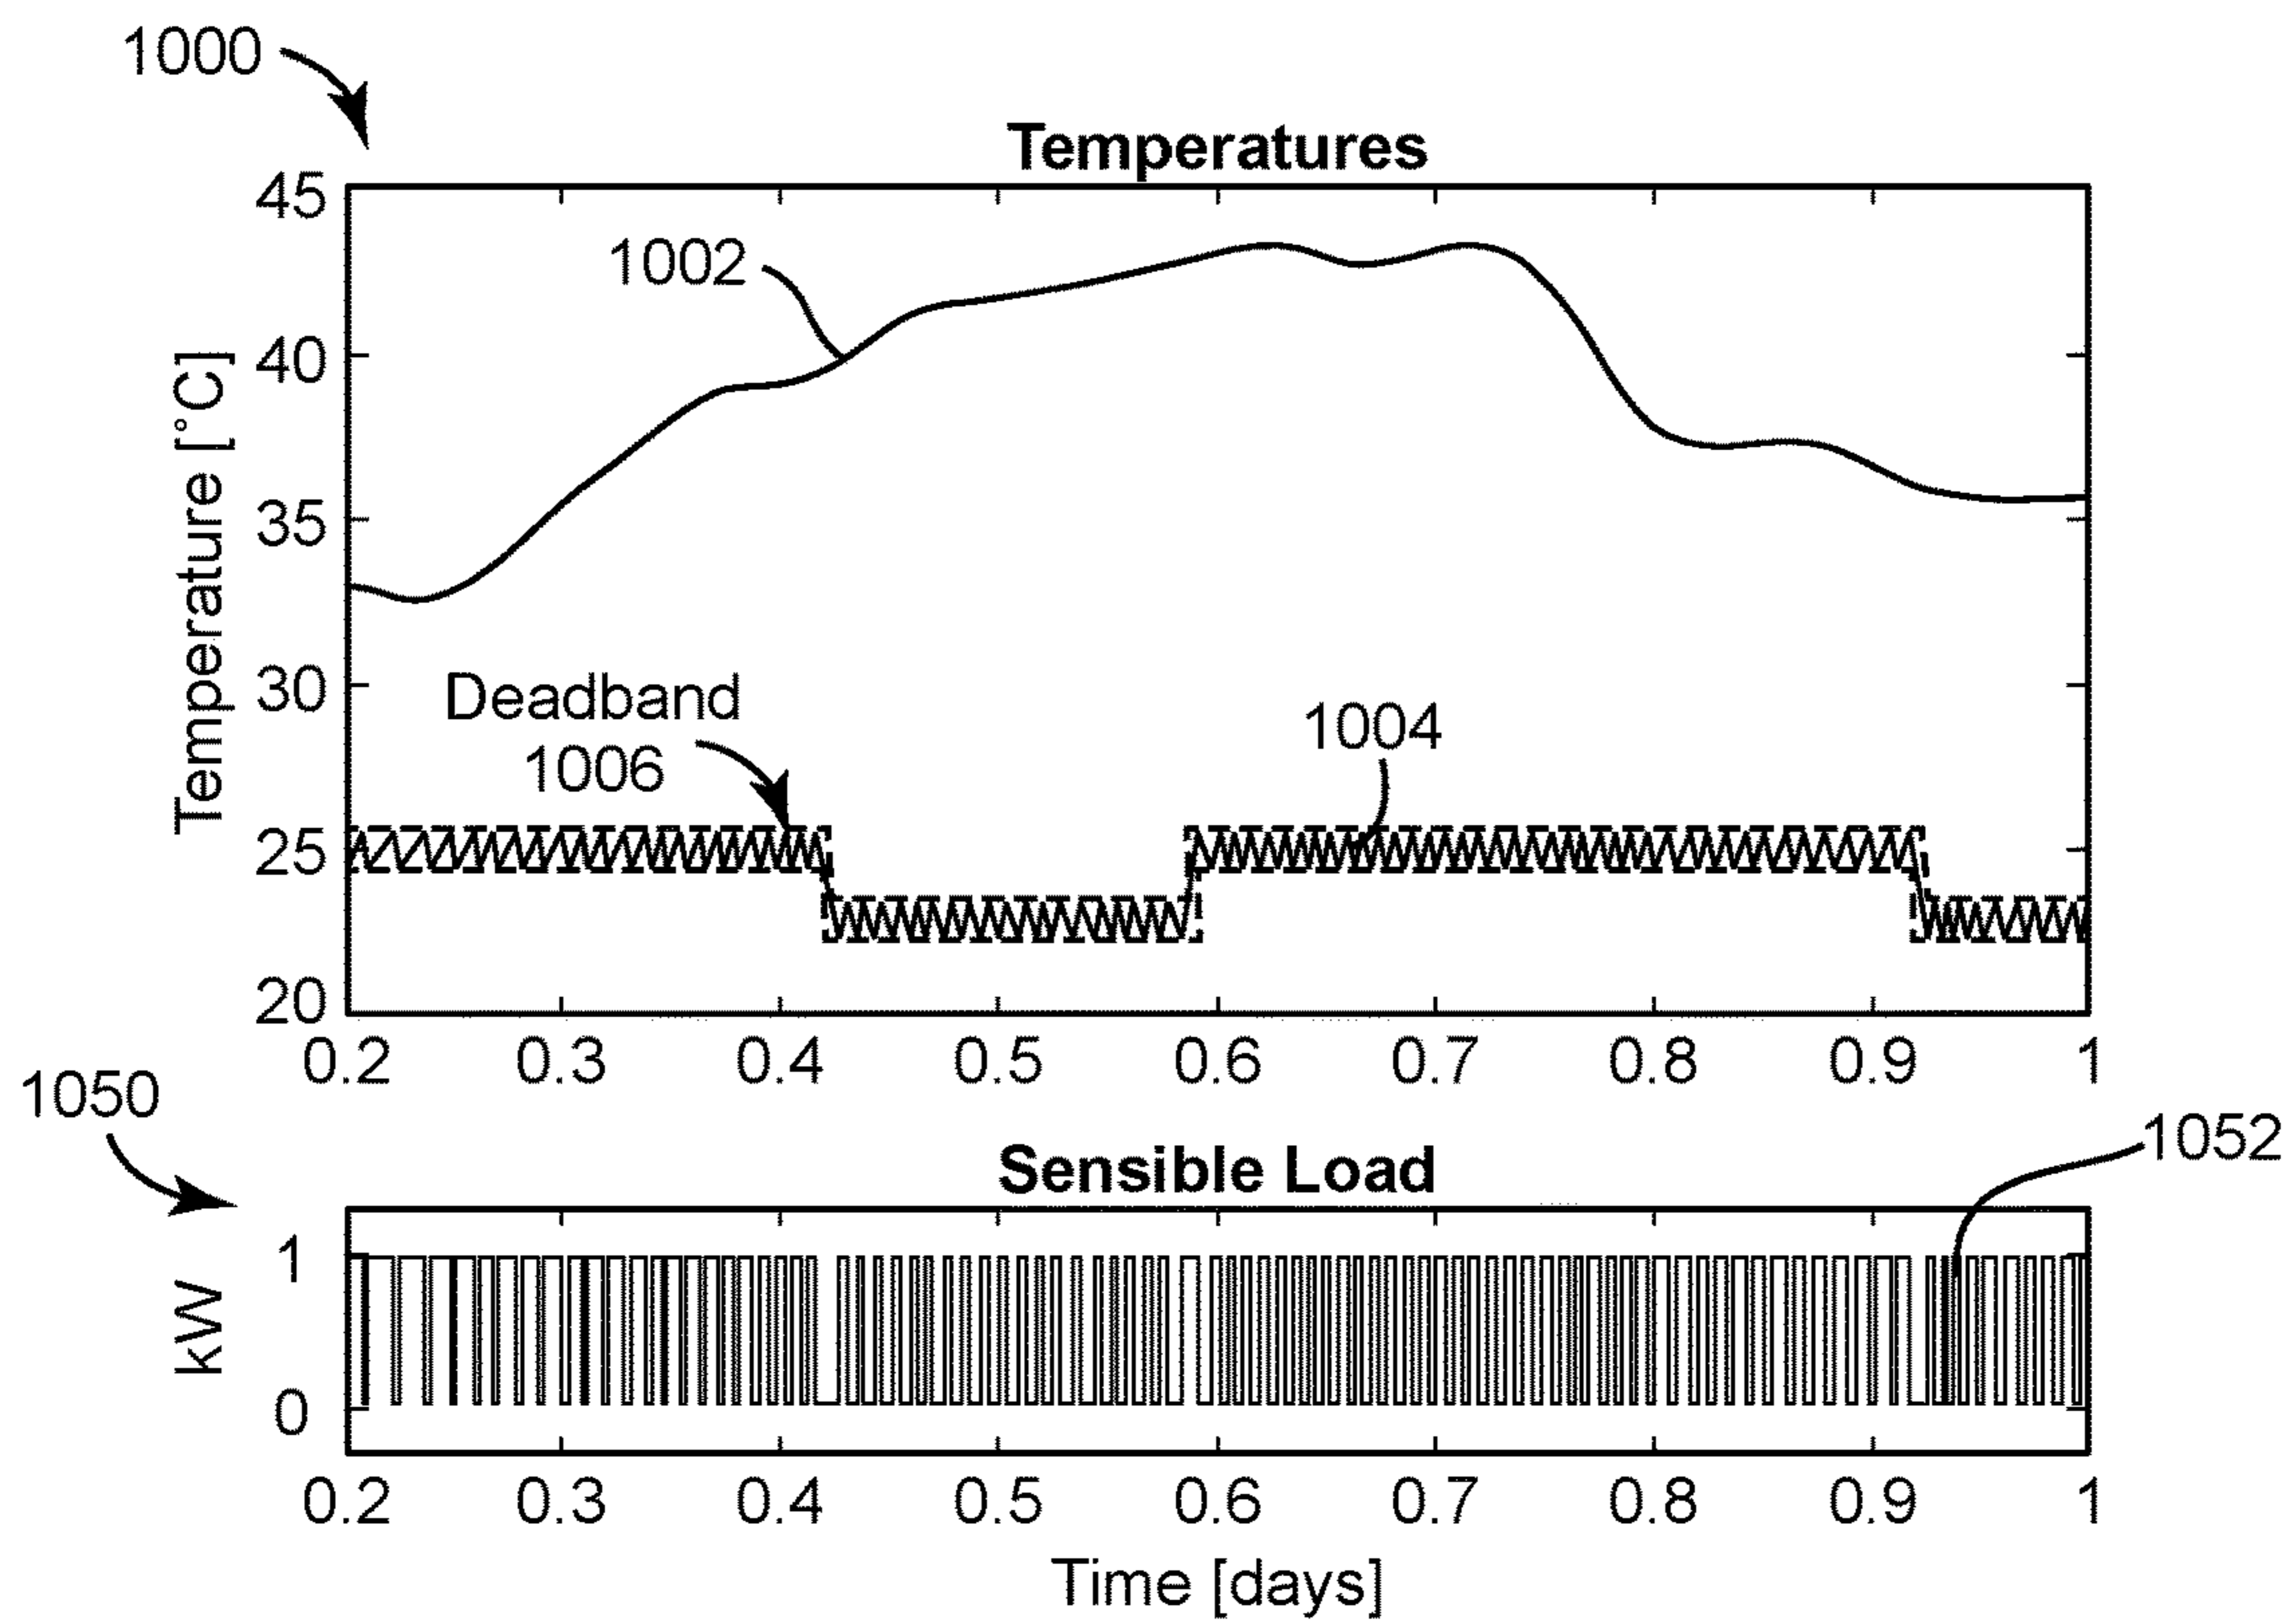 1000
Temperatures
45
1002
40
35
30
25
20
Temperature [°C]
Deadband
1006
1004
0.2 0.3 0.4 0.5 0.6 0.7 0.8 0.9 1
1050
1052
Sensible Load
1
0
kW
0.2 0.3 0.4 0.5 0.6 0.7 0.8 0.9 1
Time [days]